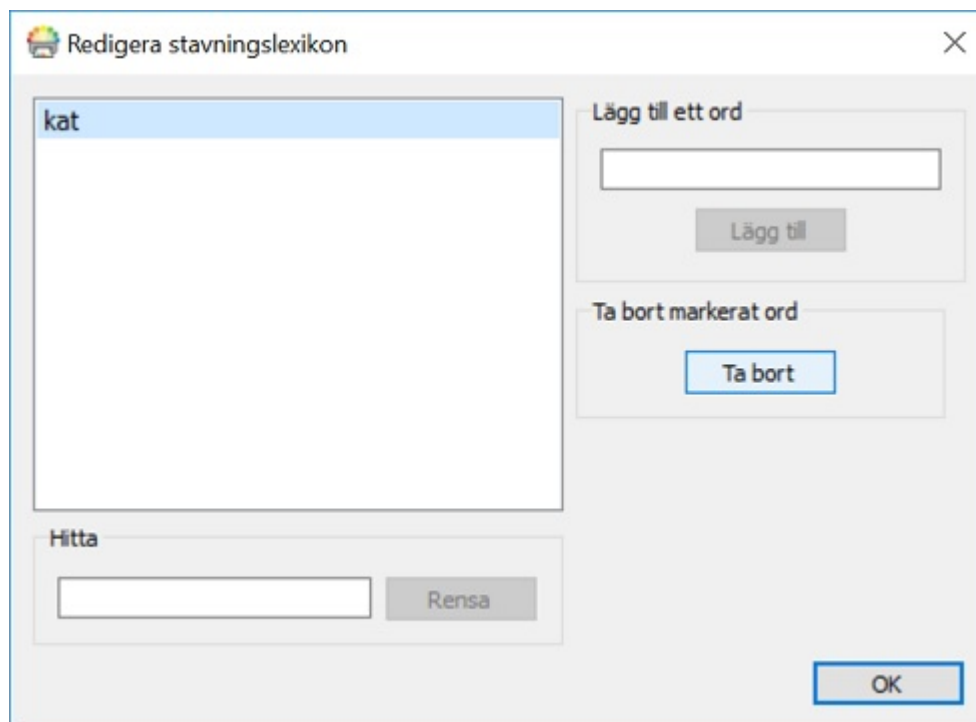 Redigera stavningslexikon
kat
Lägg till ett ord
Lägg till
Ta bort markerat ord
Ta bort
Hitta
Rensa
OK